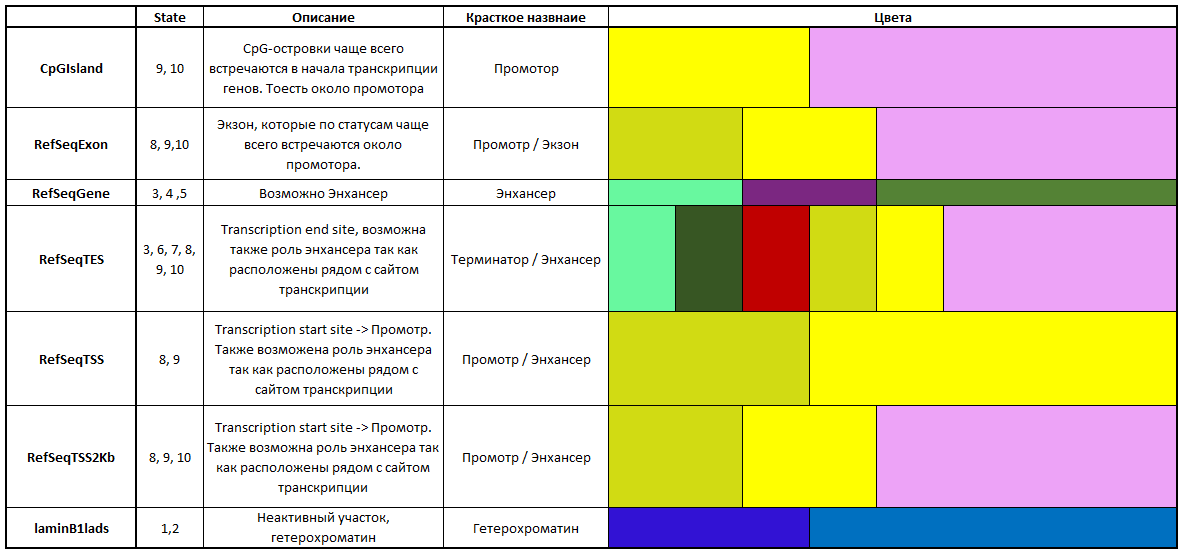 State
Описание
Красткое назвнаие
Цвета
CpGIsland
9, 10
CpG-островки чаще всего
встречаются в начала транскрипции
генов. Тоесть около промотора
Промотор
RefSeqExon
8, 9,10
Экзон, которые по статусам чаще
всего встречаются около
промотора.
Промотр / Экзон
RefSeqGene
3, 4 ,5
Возможно Энхансер
Энхансер
RefSeqTES
3, 6, 7, 8,
9, 10
Transcription end site, возможна
также роль энхансера так как
расположены рядом с сайтом
транскрипции
Терминатор / Энхансер
RefSeqTSS
8, 9
Transcription start site -> Промотр.
Также возможена роль энхансера
так как расположены рядом с
сайтом транскрипции
Промотр / Энхансер
RefSeqTSS2Kb
8, 9, 10
Transcription start site -> Промотр.
Также возможна роль энхансера так
как расположены рядом с сайтом
транскрипции
Промотр / Энхансер
laminB1lads
1,2
Неактивный участок,
гетерохроматин
Гетерохроматин